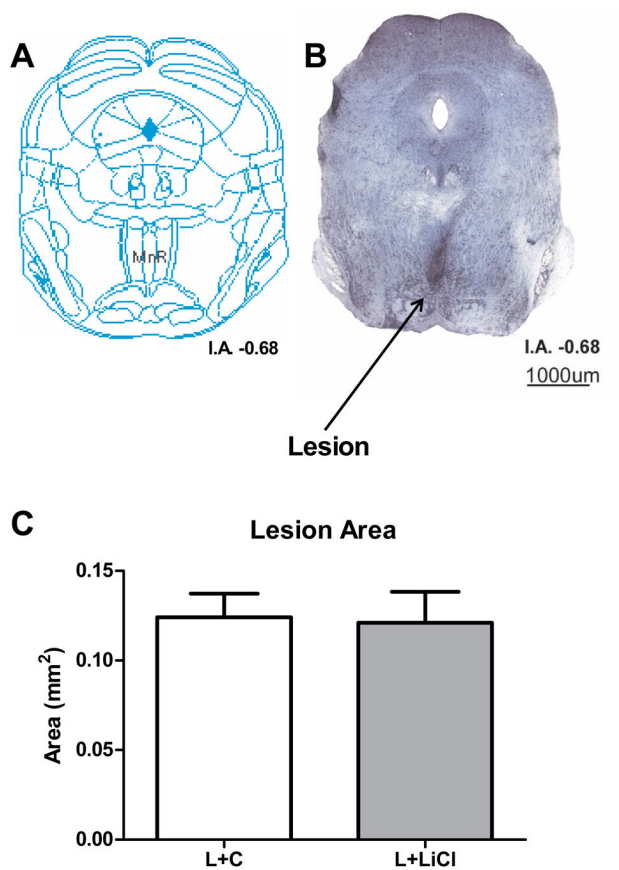 A
B
MnR
I.A. -0.68
I.A. -0.68
1000um
Lesion
C
Lesion Area
0.15
0.10
0.05
0.00
Area (mm²)
L+C
L+LiCl